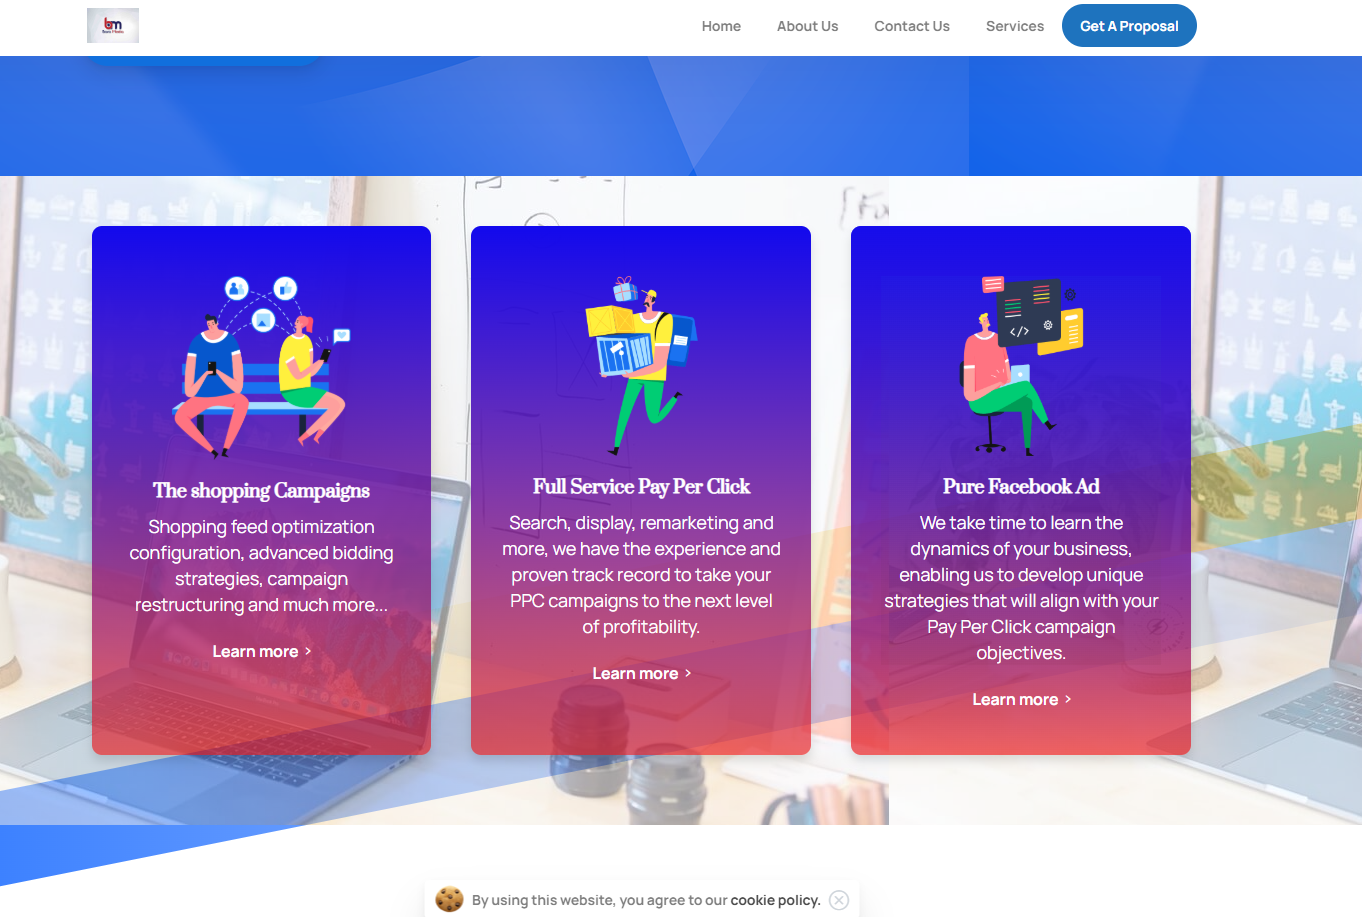 Home
About Us
Contact Us
Services
Get A Proposal
The shopping Campaigns
Shopping feed optimization
configuration, advanced bidding
strategies, campaign
restructuring and much more...
Learn more >
Full Service Pay Per Click
Search, display, remarketing and
more, we have the experience and
proven track record to take your
PPC campaigns to the next level
of profitability.
Learn more >
Pure Facebook Ad
We take time to learn the
dynamics of your business,
enabling us to develop unique
strategies that will align with your
Pay Per Click campaign
objectives.
Learn more >
By using this website, you agree to our cookie policy.